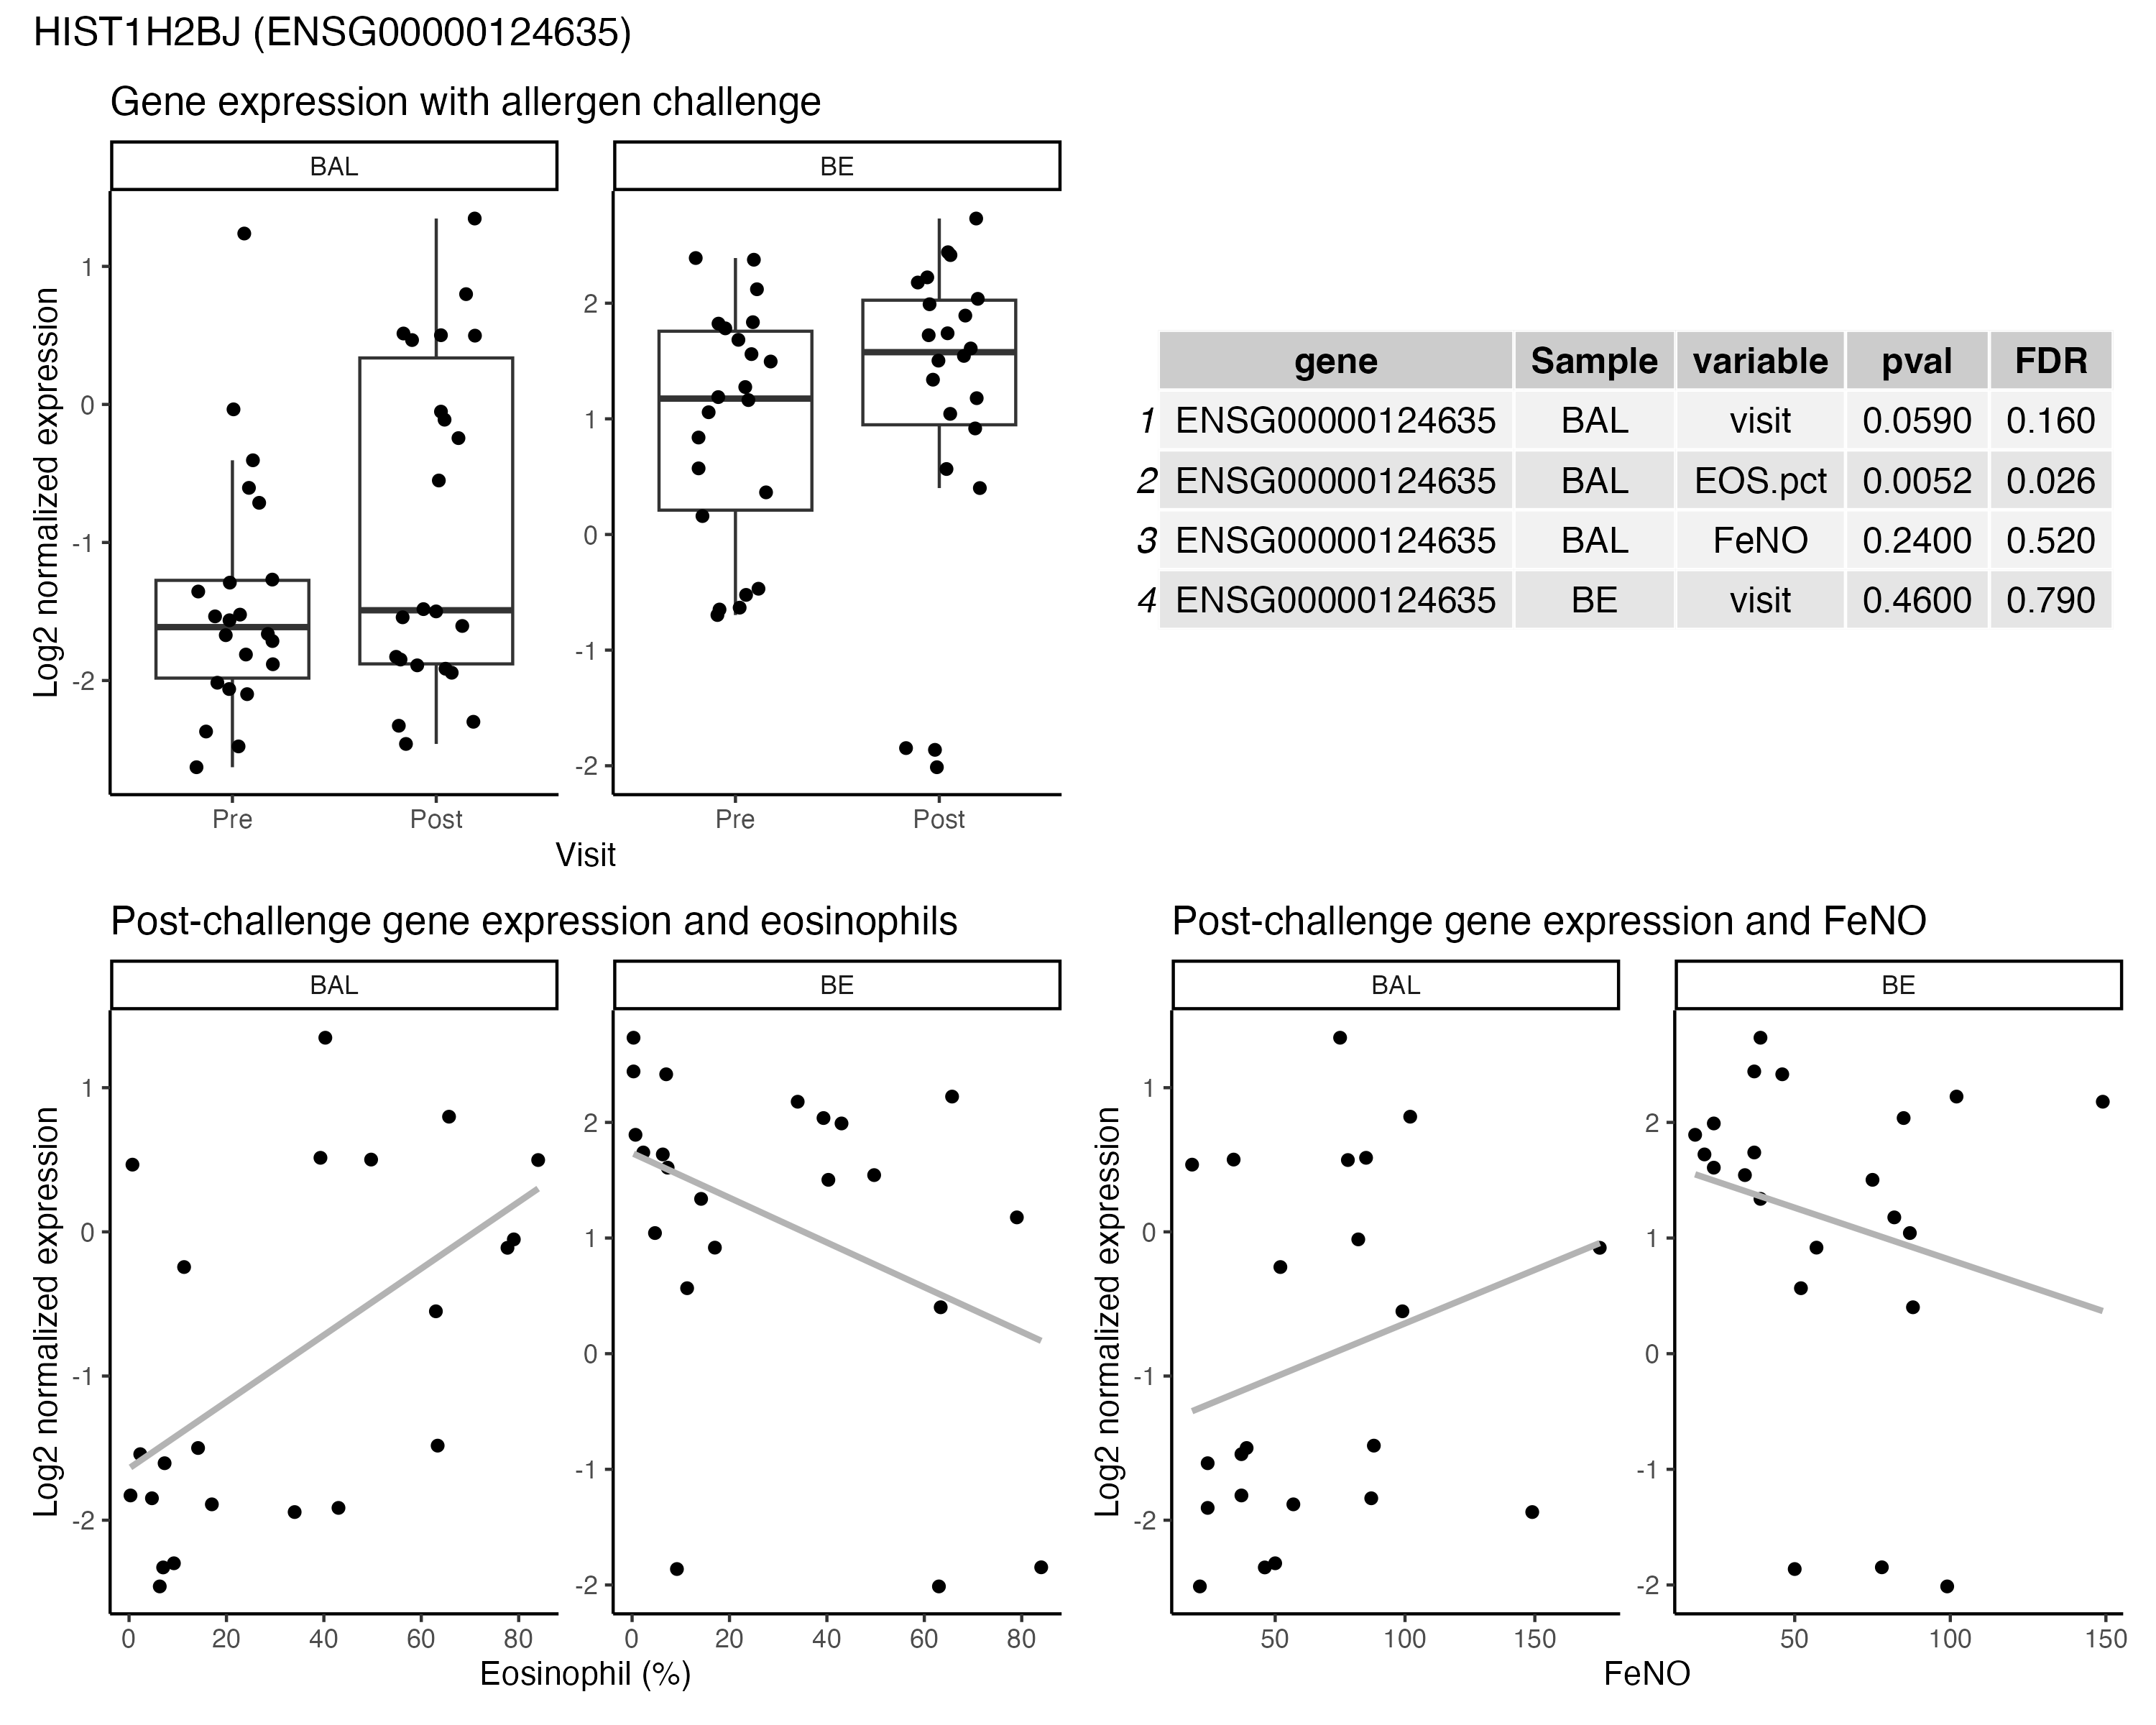 HIST1H2BJ (ENSG00000124635)
Gene expression with allergen challenge
BAL BE
Log2 normalized expression
1
0
-1
-2
2
1
0
-1
-2
Pre Post Pre Post
Visit
gene Sample variable pval FDR
1 ENSG00000124635 BAL visit 0.0590 0.160
2 ENSG00000124635 BAL EOS.pct 0.0052 0.026
3 ENSG00000124635 BAL FeNO 0.2400 0.520
4 ENSG00000124635 BE visit 0.4600 0.790
Post-challenge gene expression and eosinophils
BAL BE
Log2 normalized expression
1
0
-1
-2
2
1
0
-1
-2
0 20 40 60 80 0 20 40 60 80
Eosinophil (%)
Post-challenge gene expression and FeNO
BAL BE
Log2 normalized expression
1
0
-1
-2
2
1
0
-1
-2
50 100 150 50 100 150
FeNO